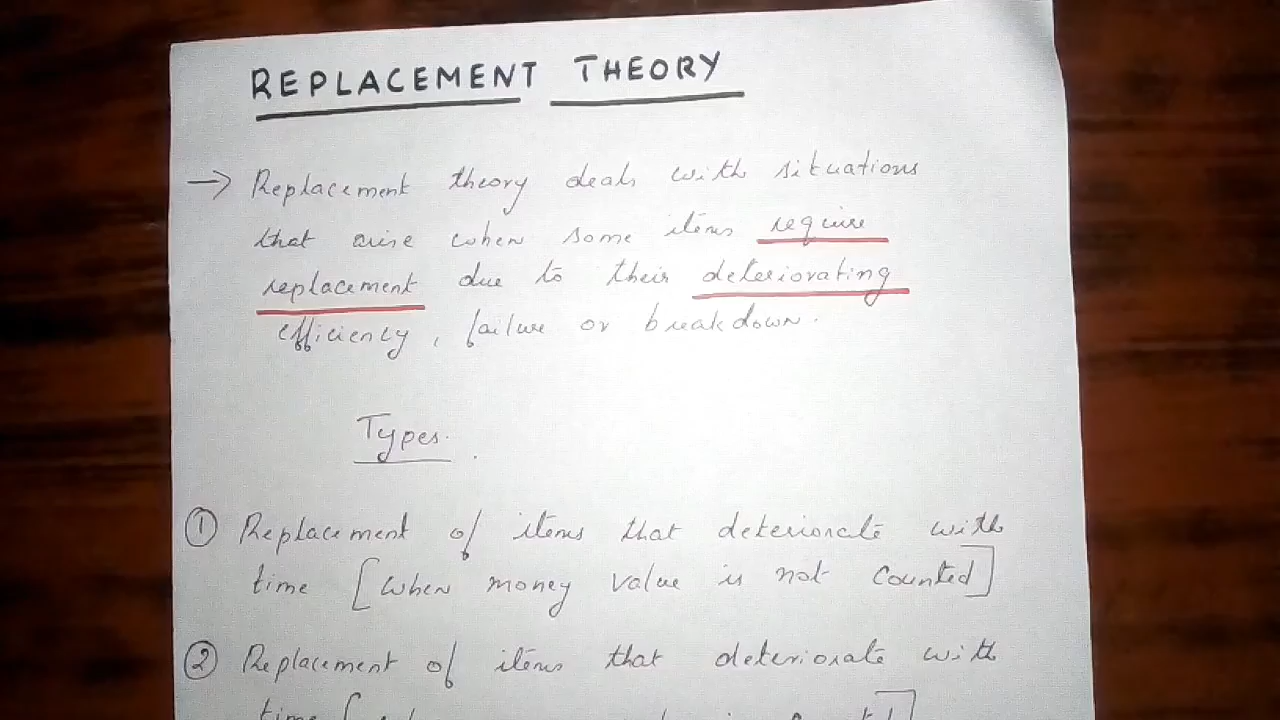 REPLACEMENT THEORY
→ Replacement theory deals with situations
that arise when some items require
replacement due to their deteriorating
efficiency, failure or breakdown.
Types.
① Replacement of items that deteriorate with
time [when money value is not counted]
② Replacement of items that deteriorate with
time [